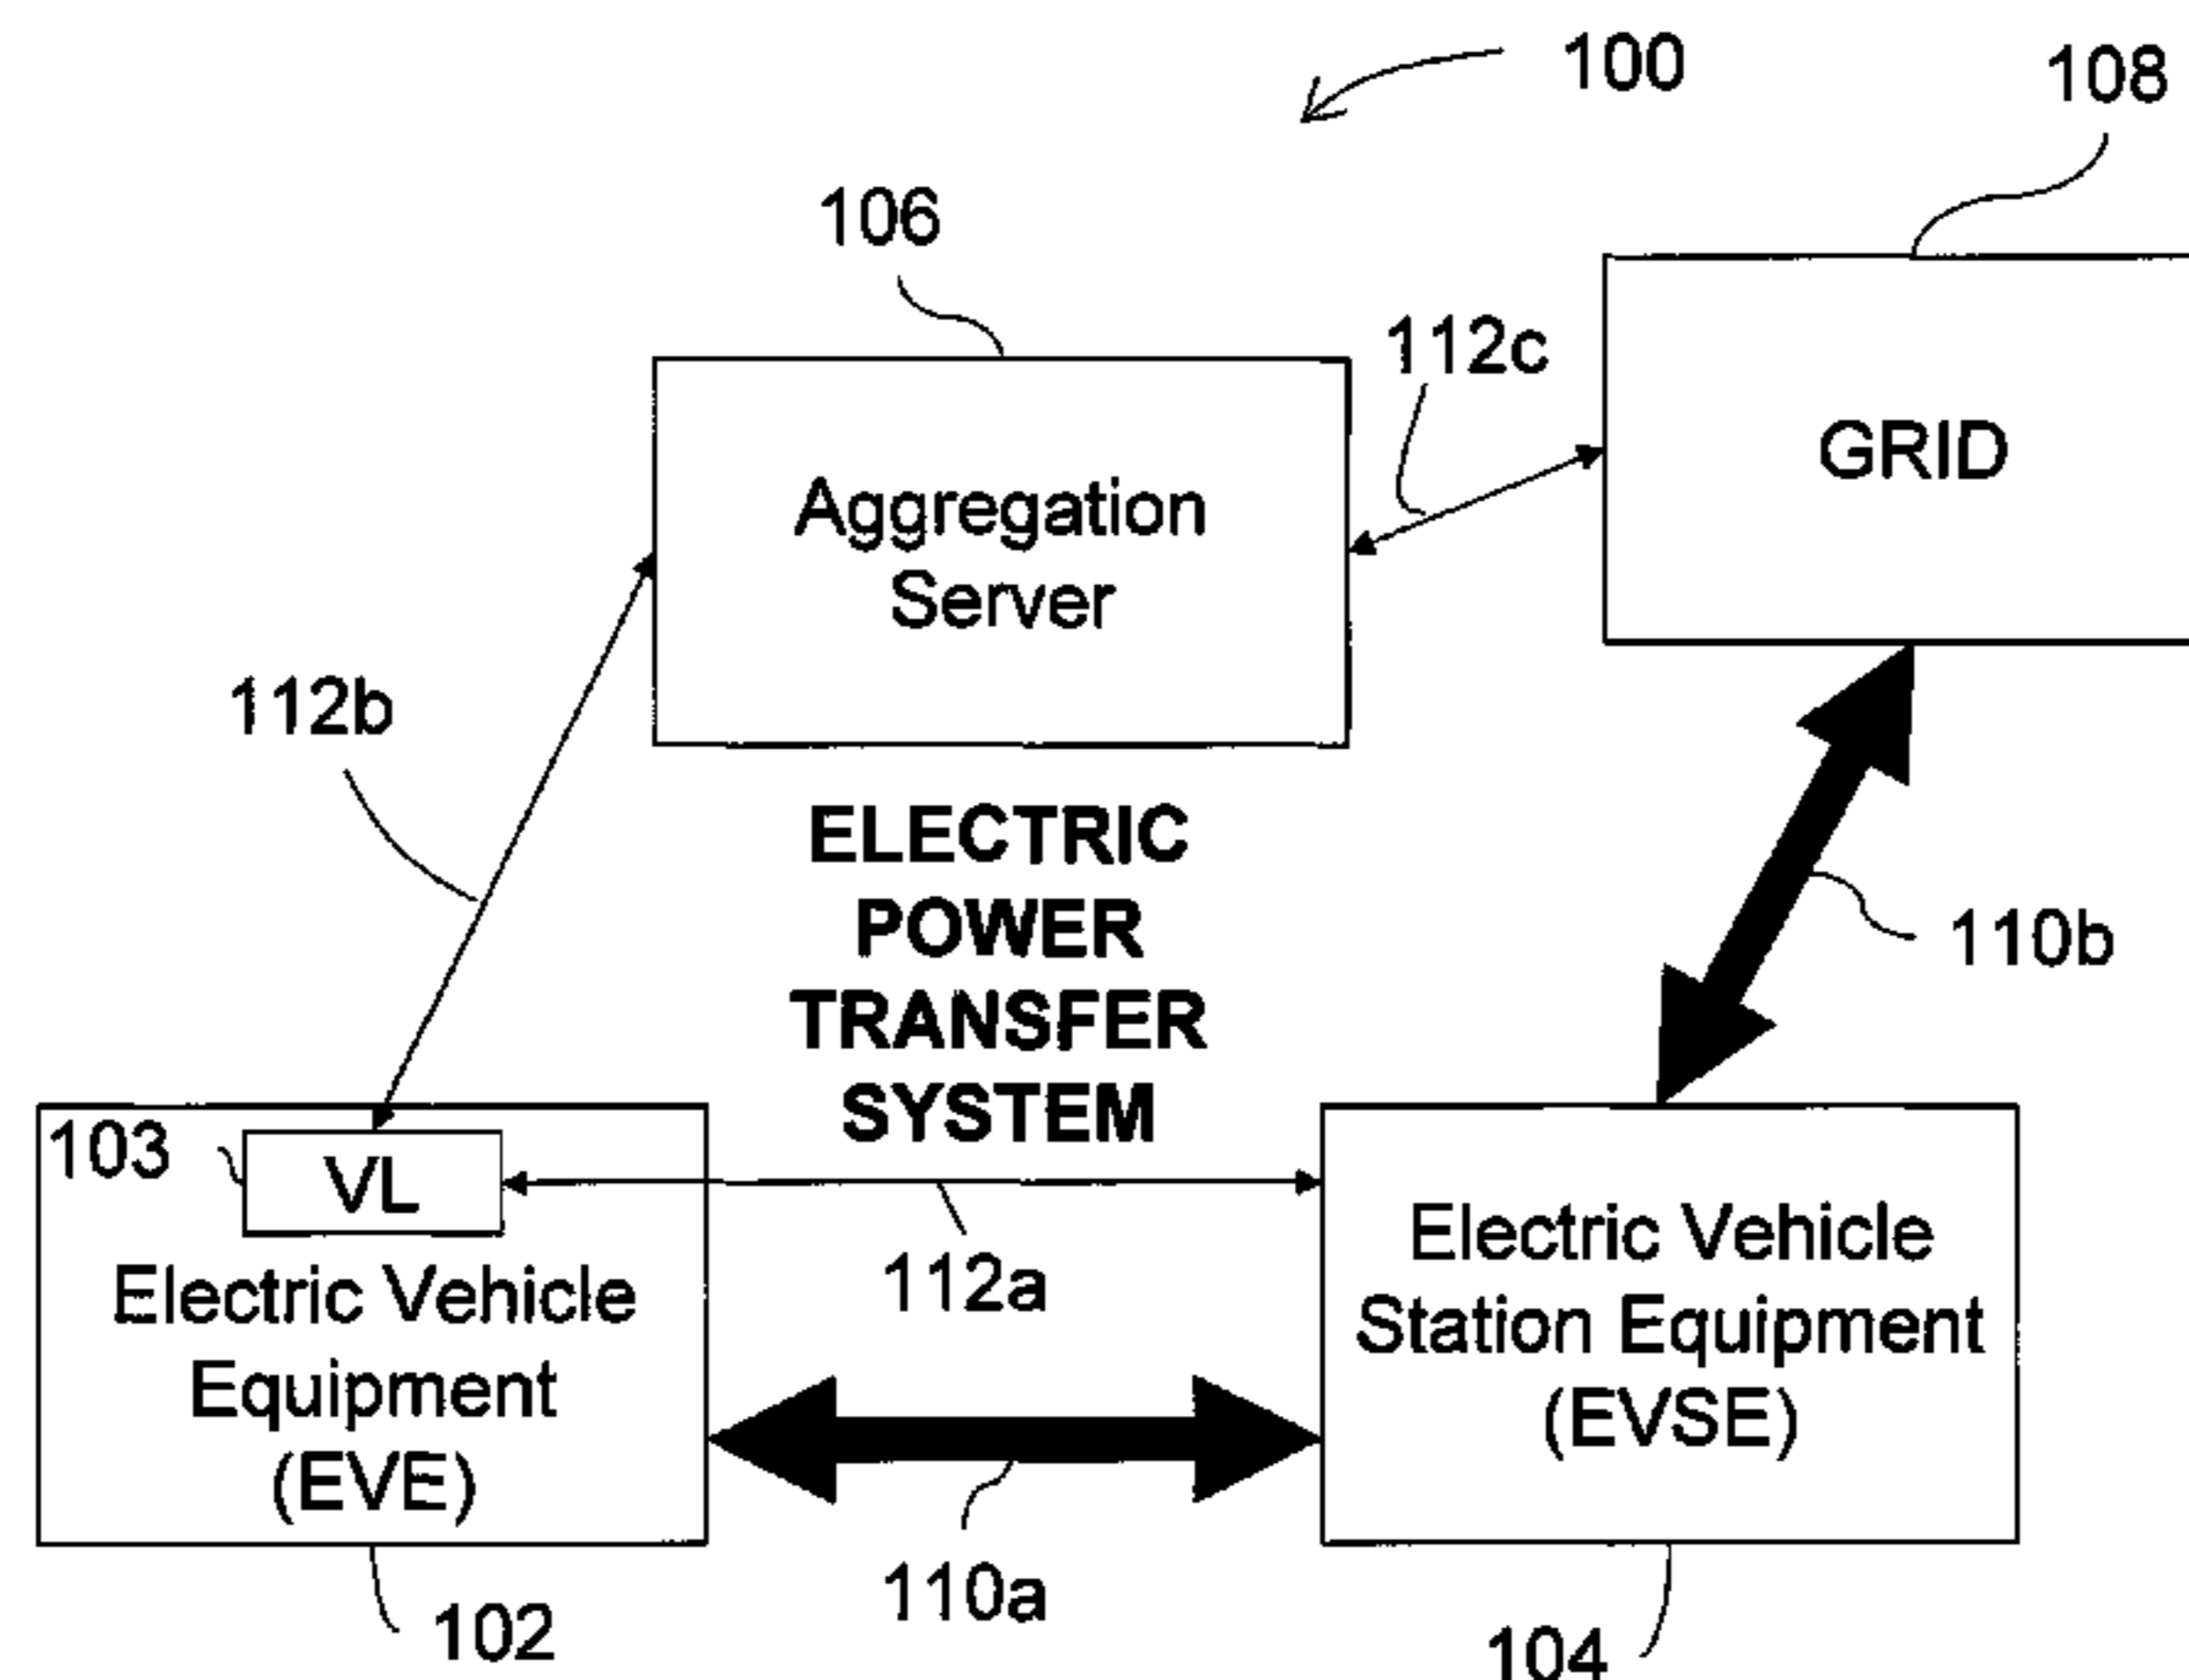 100
108
106
112c
GRID
Aggregation
Server
112b
ELECTRIC
POWER
TRANSFER
SYSTEM
110b
103
VL
Electric Vehicle
Equipment
(EVE)
112a
Electric Vehicle
Station Equipment
(EVSE)
110a
102
104